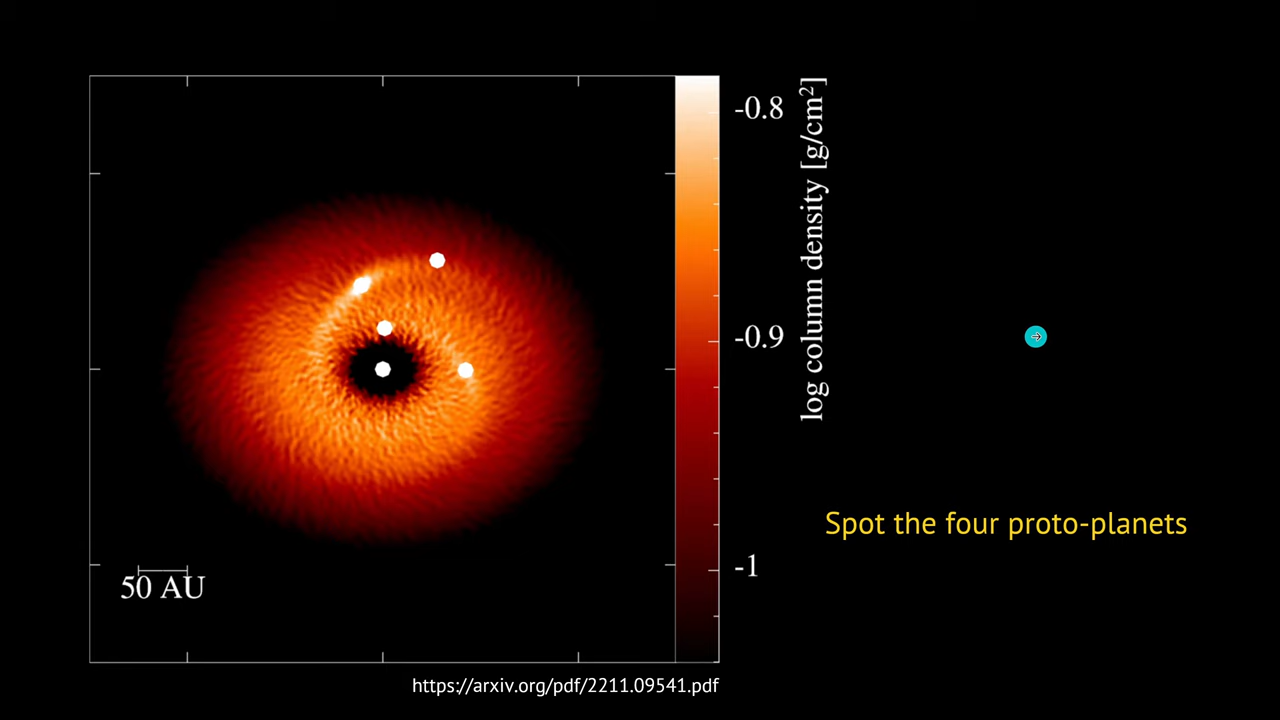 -0.8
-0.9
-1
log column density [g/cm²]
50 AU
Spot the four proto-planets
https://arxiv.org/pdf/2211.09541.pdf